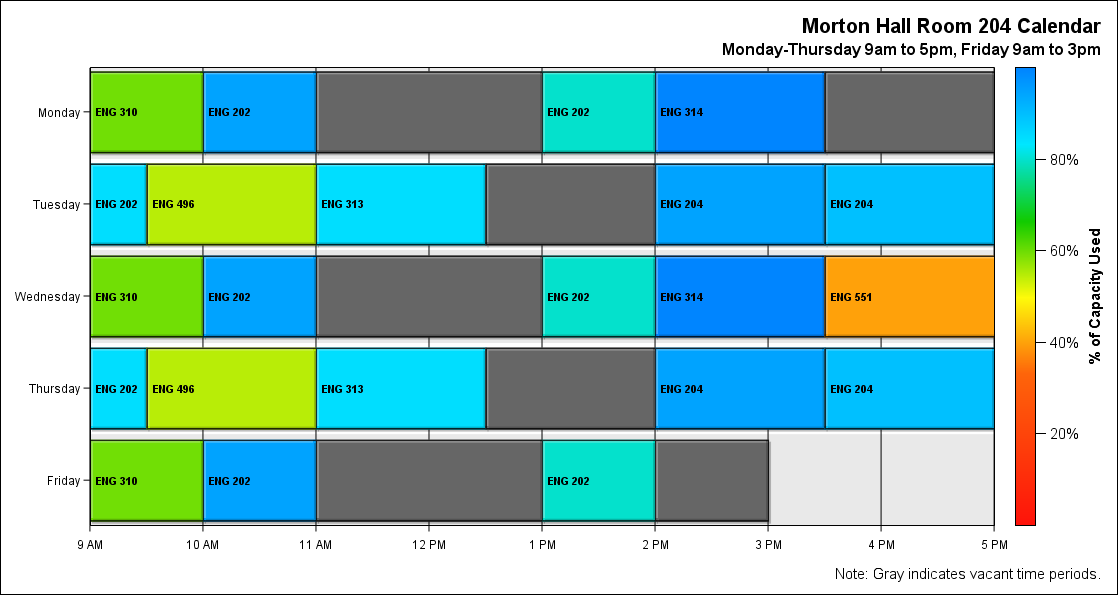 Morton Hall Room 204 Calendar
Monday-Thursday 9am to 5pm, Friday 9am to 3pm
Monday
ENG 310
ENG 202
ENG 202
ENG 314
Tuesday
ENG 202
ENG 496
ENG 313
ENG 204
ENG 204
Wednesday
ENG 310
ENG 202
ENG 202
ENG 314
ENG 551
Thursday
ENG 202
ENG 496
ENG 313
ENG 204
ENG 204
Friday
ENG 310
ENG 202
ENG 202
9 AM
10 AM
11 AM
12 PM
1 PM
2 PM
3 PM
4 PM
5 PM
80%
60%
40%
20%
% of Capacity Used
Note: Gray indicates vacant time periods.